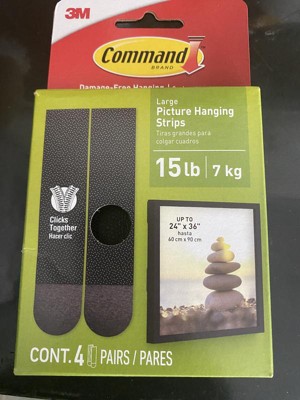 3M
Command
BRAND
Damage-Free Hanging
Large
Picture Hanging
Strips
Tiras grandes para
colgar cuadros
15 lb | 7 kg
Clicks
Together
Hacer clic
UP TO
24" x 36"
hasta
60 cm x 90 cm
CONT. 4 PAIRS / PARES